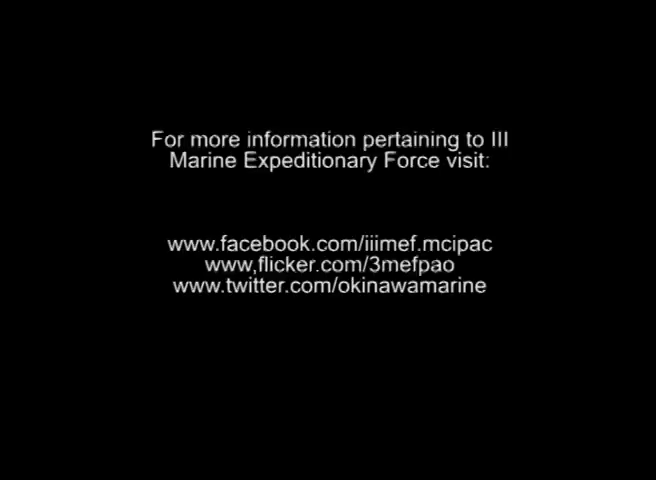 For more information pertaining to III
Marine Expeditionary Force visit:
www.facebook.com/iiimef.mcipac
www,flicker.com/3mefpao
www.twitter.com/okinawamarine